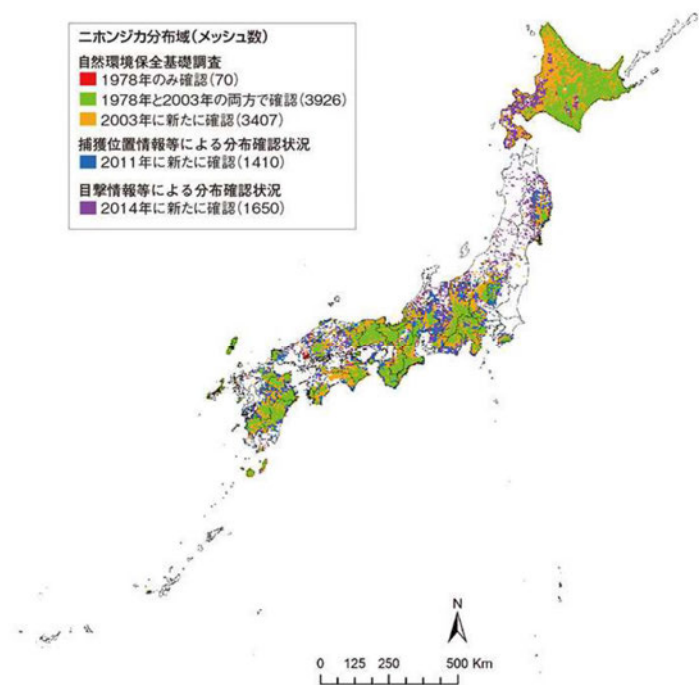 ニホンジカ分布域（メッシュ数）
自然環境保全基礎調査
1978年のみ確認（70）
1978年と2003年の両方で確認（3926）
2003年に新たに確認（3407）
捕獲位置情報等による分布確認状況
2011年に新たに確認（1410）
目撃情報等による分布確認状況
2014年に新たに確認（1650）
N
0 125 250 500 Km